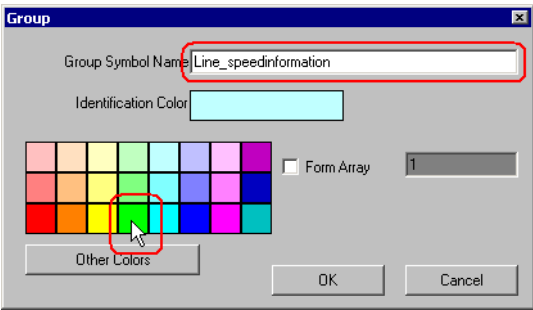 Group
Group Symbol Name Line_speedinformation
Identification Color
Form Array 1
Other Colors
OK Cancel